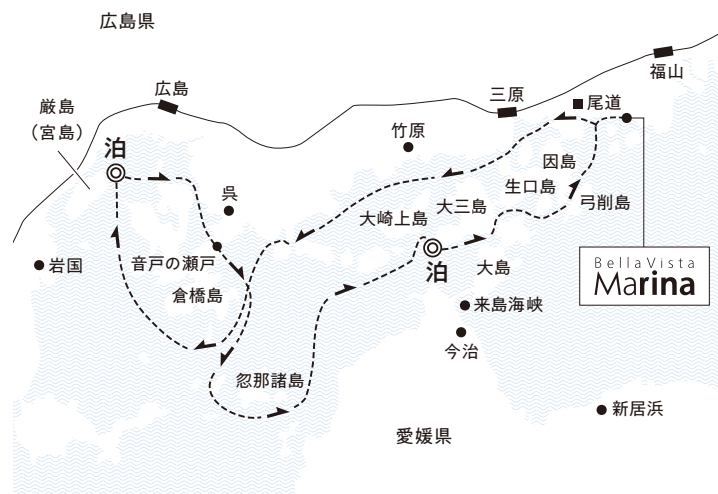 広島県
福山
広島
三原
尾道
厳島
(宮島)
竹原
泊
因島
生口島
呉
大三島
弓削島
大崎上島
音戸の瀬戸
岩国
泊
大島
BellaVista
Marina
倉橋島
来島海峡
今治
忽那諸島
新居浜
愛媛県